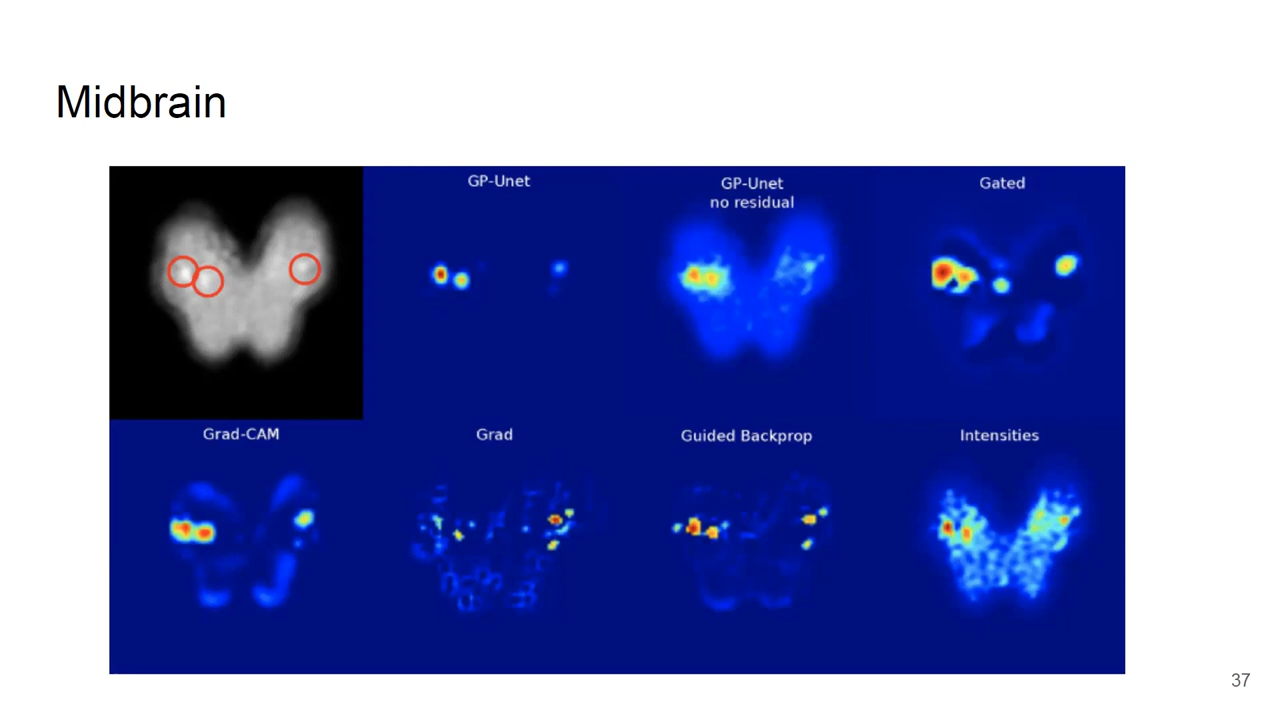 Midbrain
GP-Unet
GP-Unet
no residual
Gated
Grad-CAM
Grad
Guided Backprop
Intensities
37